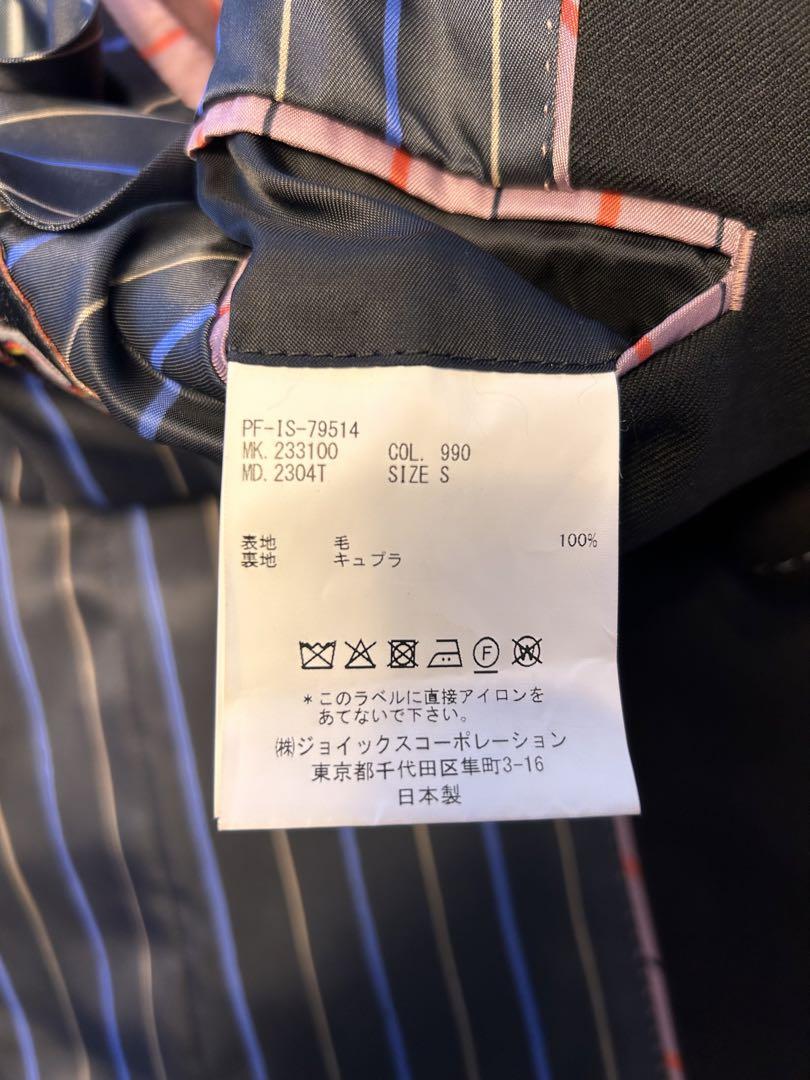 PF-IS-79514
MK. 233100 COL. 990
MD. 2304T SIZE S
表地 毛 100%
裏地 キュプラ
F
W
*このラベルに直接アイロンを
あてないで下さい。
㈱ジョイックスコーポレーション
東京都千代田区隼町3-16
日本製